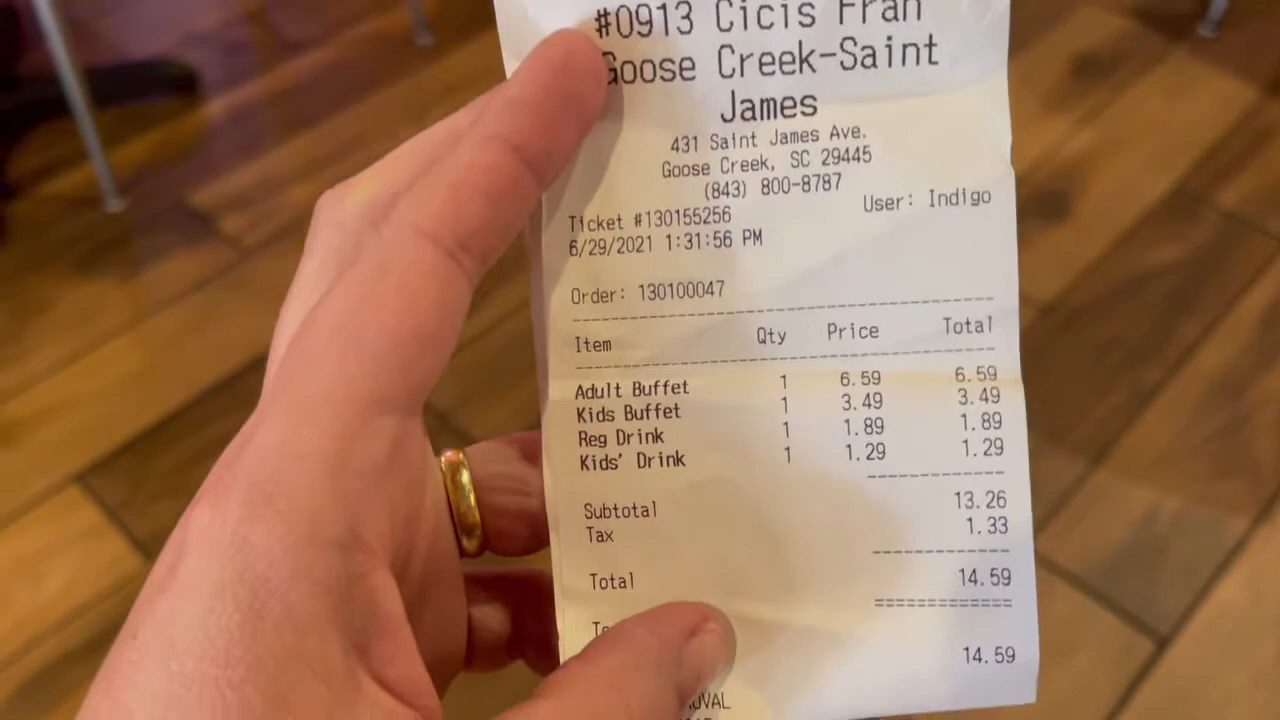 #0913 Cicis Fran
Goose Creek-Saint
James
431 Saint James Ave.
Goose Creek, SC 29445
(843) 800-8787
Ticket #130155256 User: Indigo
6/29/2021 1:31:56 PM
Order: 130100047
Item Qty Price Total
Adult Buffet 1 6.59 6.59
Kids Buffet 1 3.49 3.49
Reg Drink 1 1.89 1.89
Kids' Drink 1 1.29 1.29
Subtotal 13.26
Tax 1.33
Total 14.59
14.59